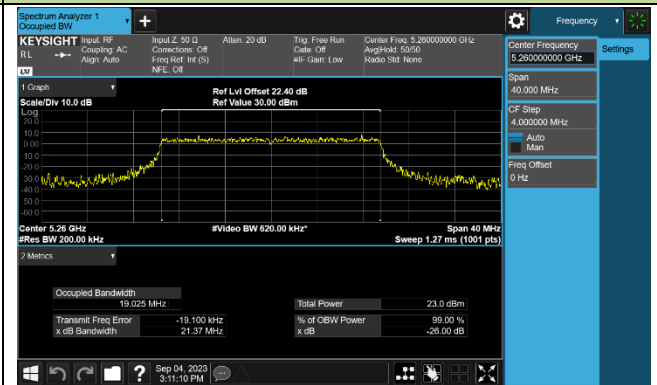 Spectrum Analyzer 1
Occupied BW
Frequency
KEYSIGHT
RL
LXI
Input: RF
Coupling: AC
Align: Auto
Input Z: 50 Ω
Corrections: Off
Freq Ref: Int (S)
NFE: Off
Atten: 20 dB
Trig: Free Run
Gate: Off
#IF Gain: Low
Center Freq: 5.260000000 GHz
Avg|Hold: 50/50
Radio Std: None
Center Frequency
5.260000000 GHz
Settings
Span
40.000 MHz
CF Step
4.000000 MHz
Auto
Man
Freq Offset
0 Hz
1 Graph
Scale/Div 10.0 dB
Ref Lvl Offset 22.40 dB
Ref Value 30.00 dBm
Log
20.0
10.0
0.00
-10.0
-20.0
-30.0
-40.0
-50.0
-60.0
Center 5.26 GHz
#Video BW 620.00 kHz*
Span 40 MHz
#Res BW 200.00 kHz
Sweep 1.27 ms (1001 pts)
2 Metrics
Occupied Bandwidth
19.025 MHz
Total Power 23.0 dBm
Transmit Freq Error -19.100 kHz
% of OBW Power 99.00 %
x dB Bandwidth 21.37 MHz
x dB -26.00 dB
Sep 04, 2023
3:11:10 PM